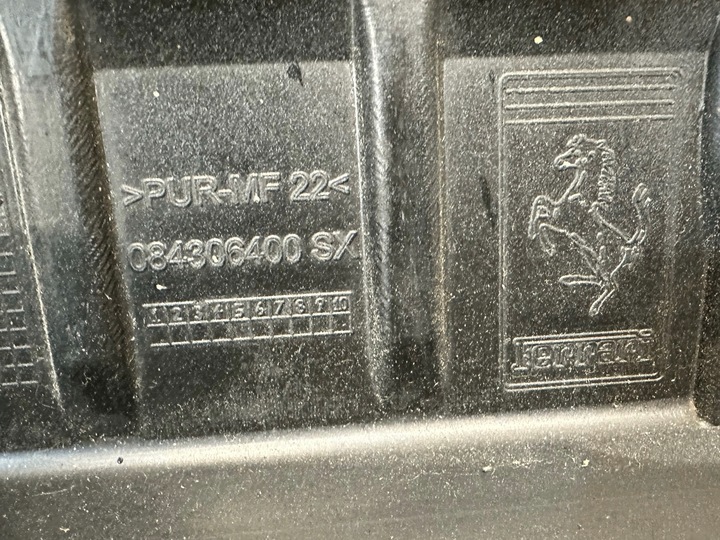 >PUR-MF 22<
084306400 SX
1 2 3 4 5 6 7 8 9 10
Ferrari